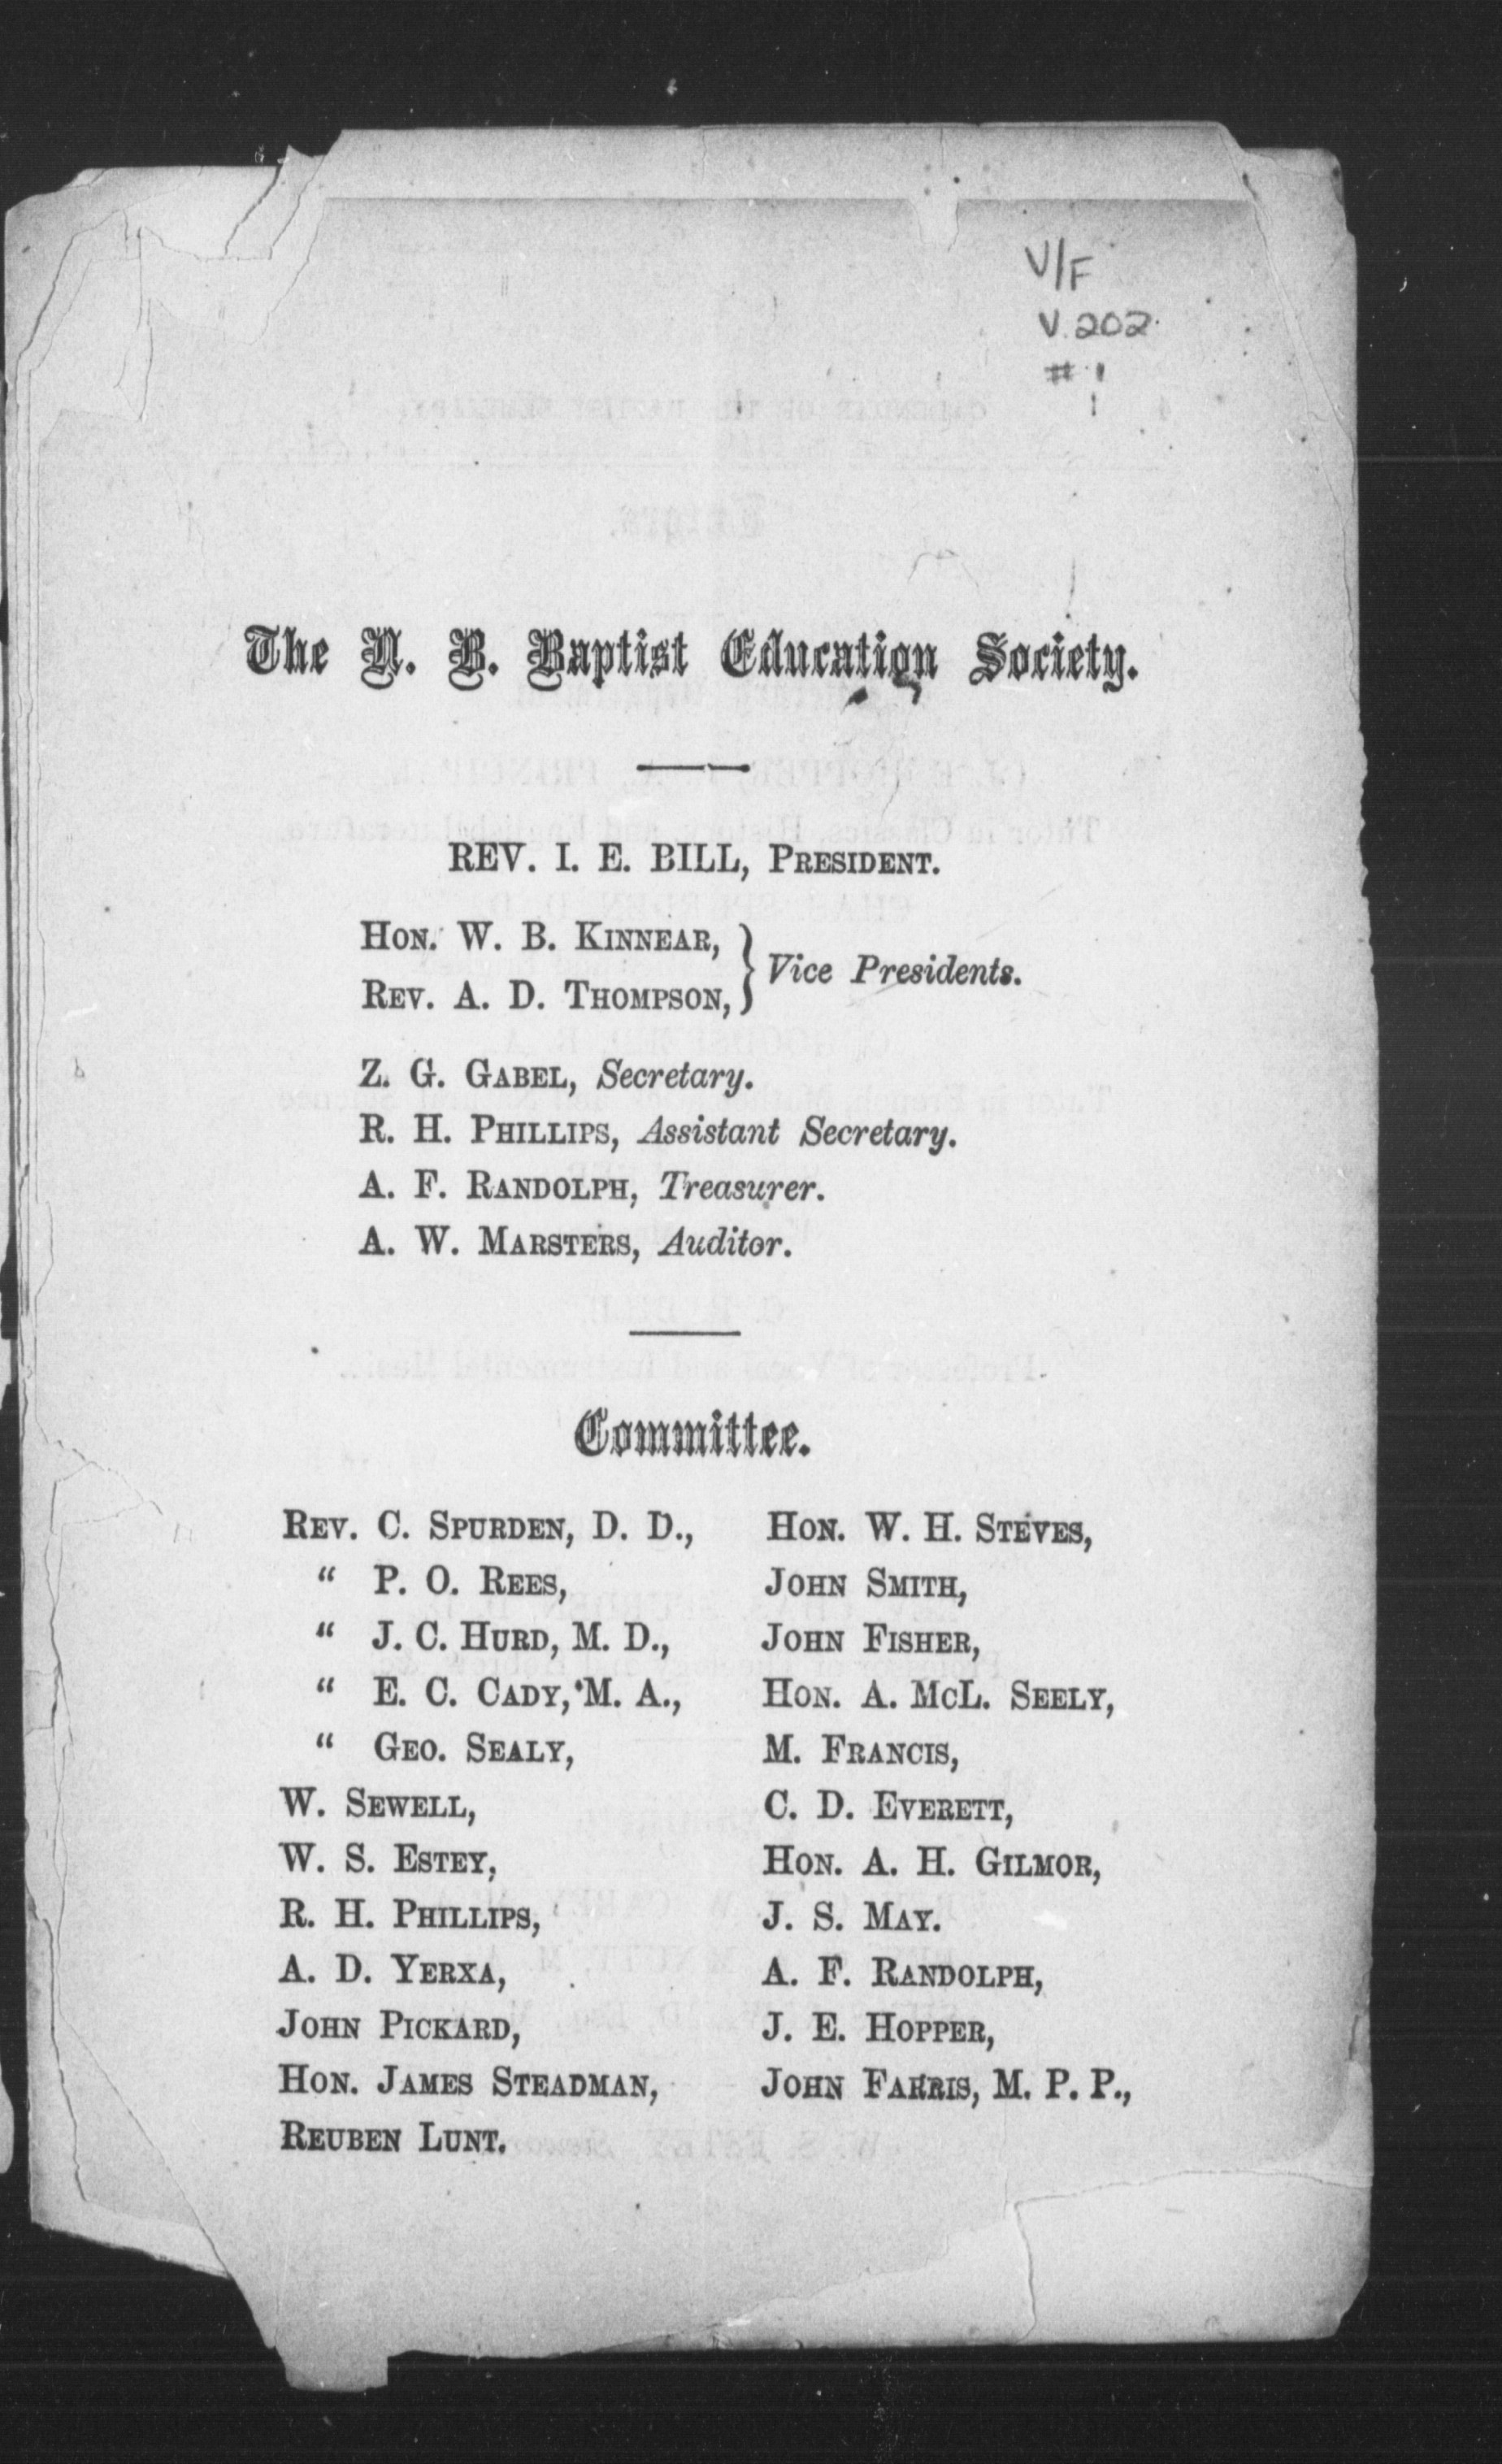 V/F
V.202
# 1
The N. B. Baptist Education Society.
REV. I. E. BILL, PRESIDENT.
HON. W. B. KINNEAR,
REV. A. D. THOMPSON,
} Vice Presidents.
Z. G. GABEL, Secretary.
R. H. PHILLIPS, Assistant Secretary.
A. F. RANDOLPH, Treasurer.
A. W. MARSTERS, Auditor.
Committee.
REV. C. SPURDEN, D. D.,
“ P. O. REES,
“ J. C. HURD, M. D.,
“ E. C. CADY, M. A.,
“ GEO. SEALY,
W. SEWELL,
W. S. ESTEY,
R. H. PHILLIPS,
A. D. YERXA,
JOHN PICKARD,
HON. JAMES STEADMAN,
REUBEN LUNT.
HON. W. H. STEVES,
JOHN SMITH,
JOHN FISHER,
HON. A. MCL. SEELY,
M. FRANCIS,
C. D. EVERETT,
HON. A. H. GILMOR,
J. S. MAY.
A. F. RANDOLPH,
J. E. HOPPER,
JOHN FARRIS, M. P. P.,